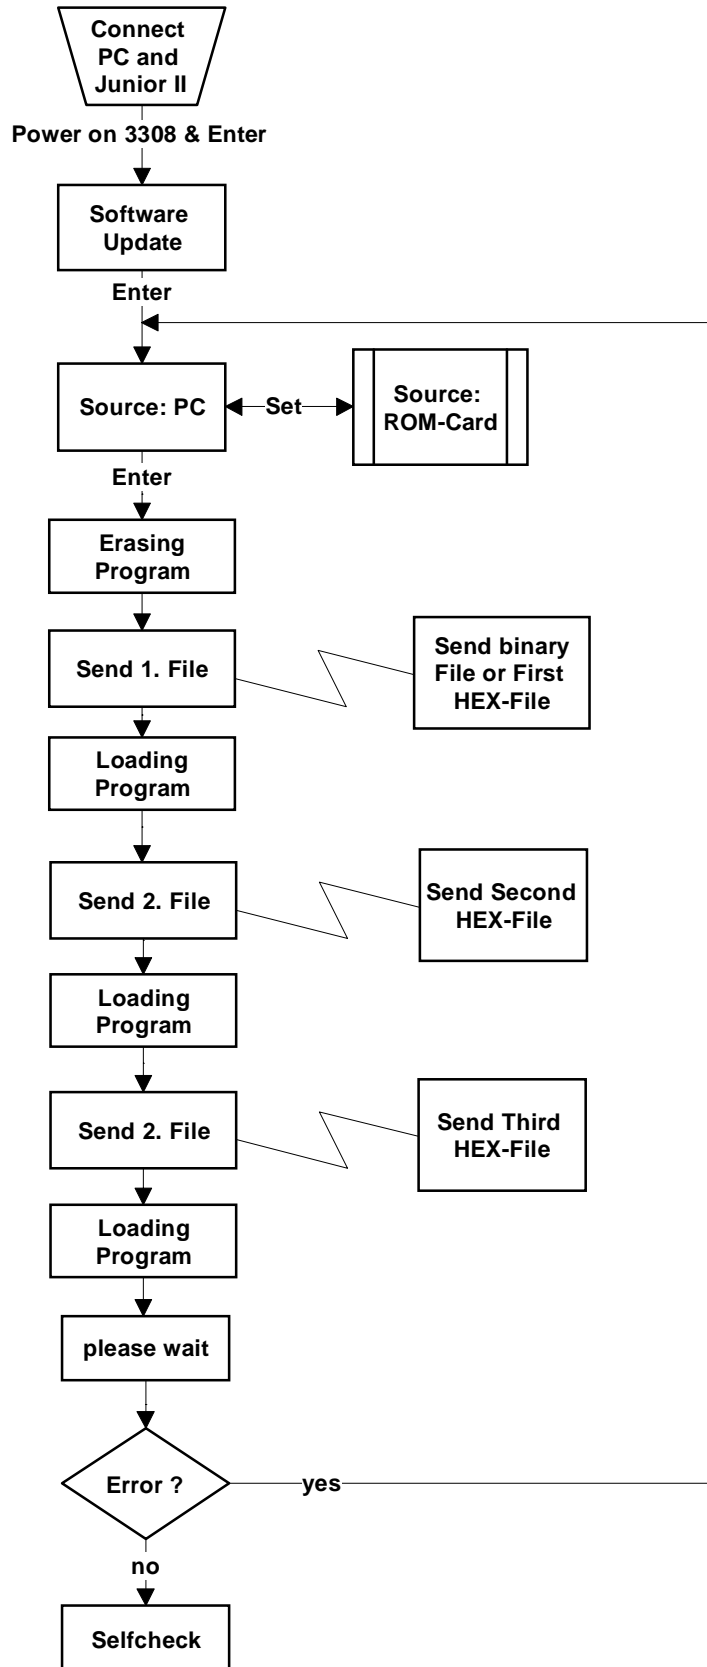 Connect
PC and
Junior II
Power on 3308 & Enter
Software
Update
Enter
Source: PC
Set
Source:
ROM-Card
Enter
Erasing
Program
Send 1. File
Send binary
File or First
HEX-File
Loading
Program
Send 2. File
Send Second
HEX-File
Loading
Program
Send 2. File
Send Third
HEX-File
Loading
Program
please wait
Error ?
yes
no
Selfcheck